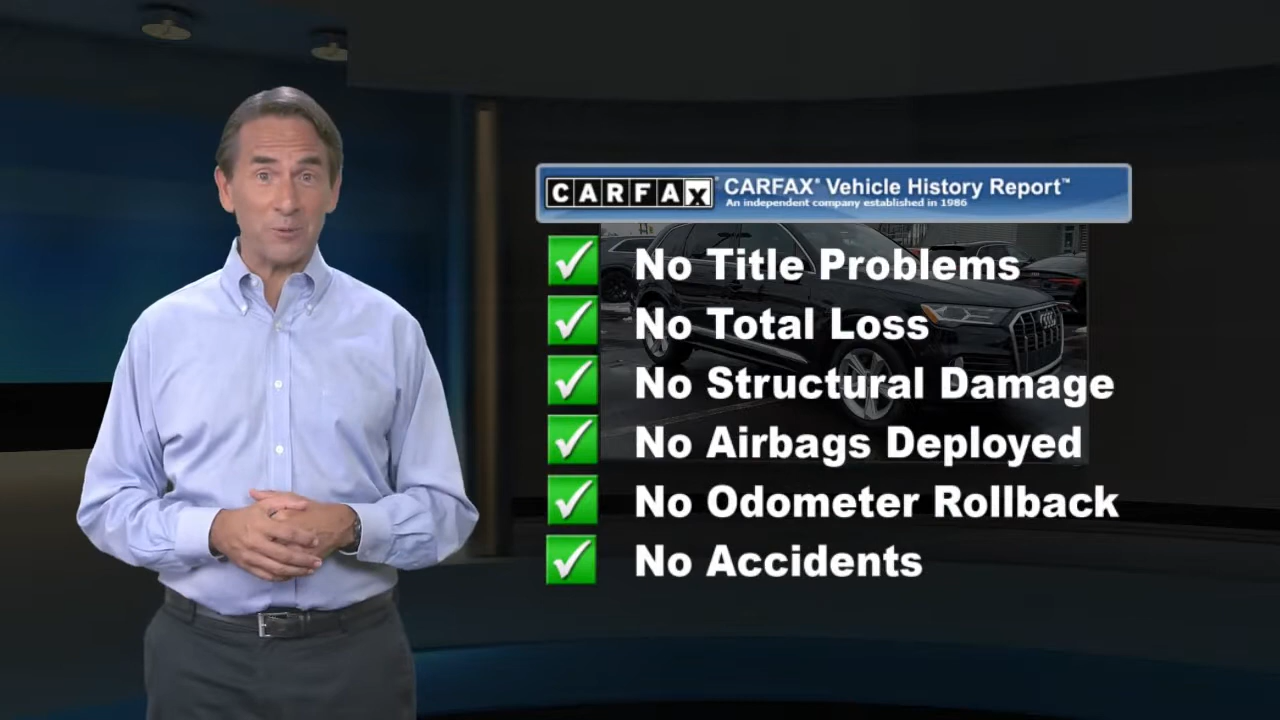 CARFAX
CARFAX® Vehicle History Report™
An independent company established in 1986
No Title Problems
No Total Loss
No Structural Damage
No Airbags Deployed
No Odometer Rollback
No Accidents